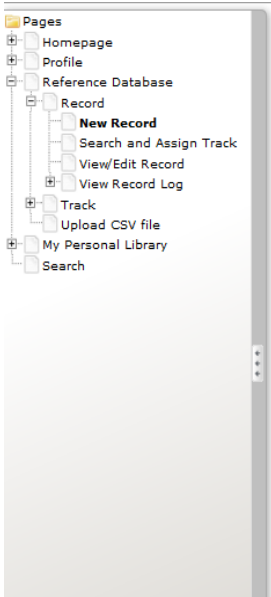 Pages
Homepage
Profile
Reference Database
Record
New Record
Search and Assign Track
View/Edit Record
View Record Log
Track
Upload CSV file
My Personal Library
Search